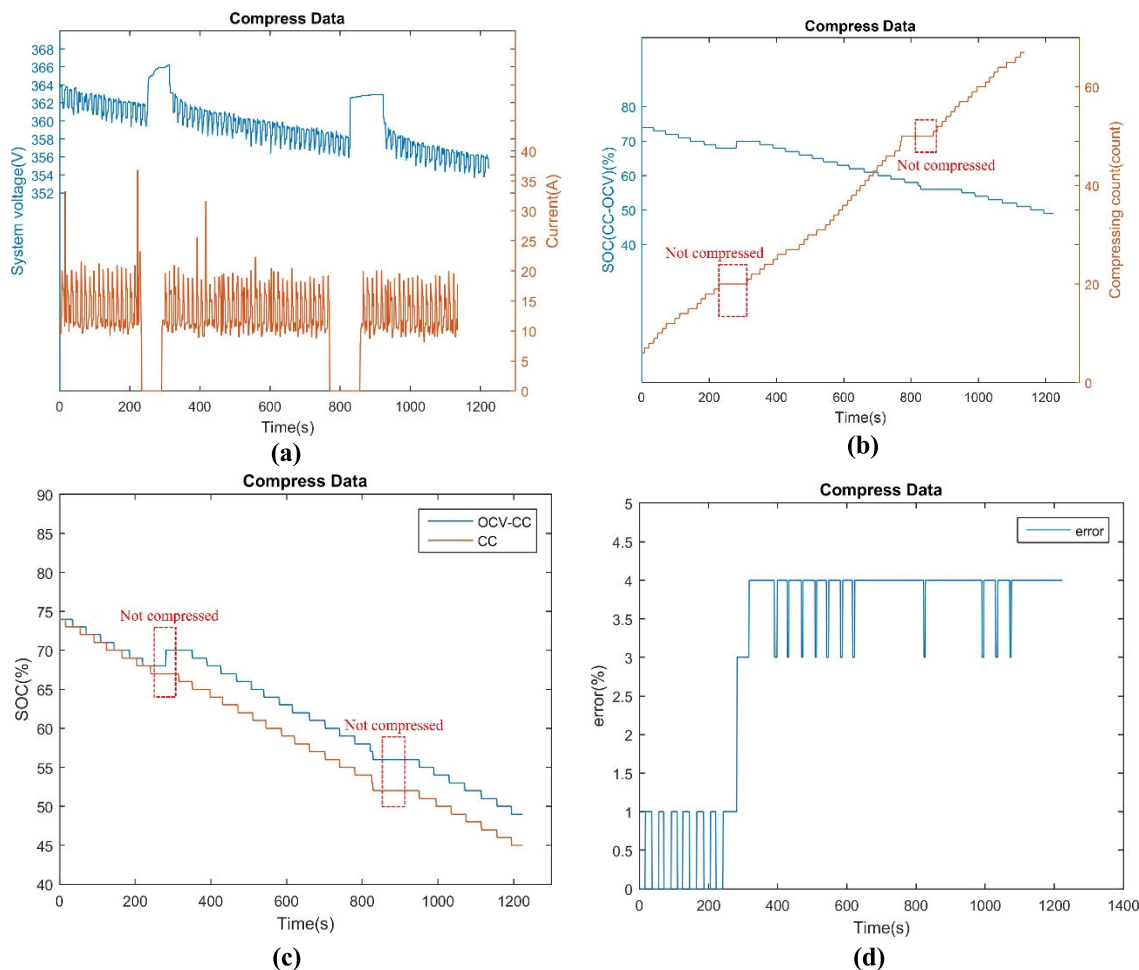 Compress Data
368
366
364
362
360
358
356
354
352
System voltage(V)
40
35
30
25
20
15
10
5
0
Current(A)
0 200 400 600 800 1000 1200
Time(s)
(a)
Compress Data
80
70
60
50
40
SOC(CC-OCV)(%)
60
40
20
0
Compressing count(count)
Not compressed
Not compressed
0 200 400 600 800 1000 1200
Time(s)
(b)
Compress Data
90
85
80
75
70
65
60
55
50
45
40
SOC(%)
OCV-CC
CC
Not compressed
Not compressed
0 200 400 600 800 1000 1200
Time(s)
(c)
Compress Data
5
4.5
4
3.5
3
2.5
2
1.5
1
0.5
0
error(%)
error
0 200 400 600 800 1000 1200 1400
Time(s)
(d)